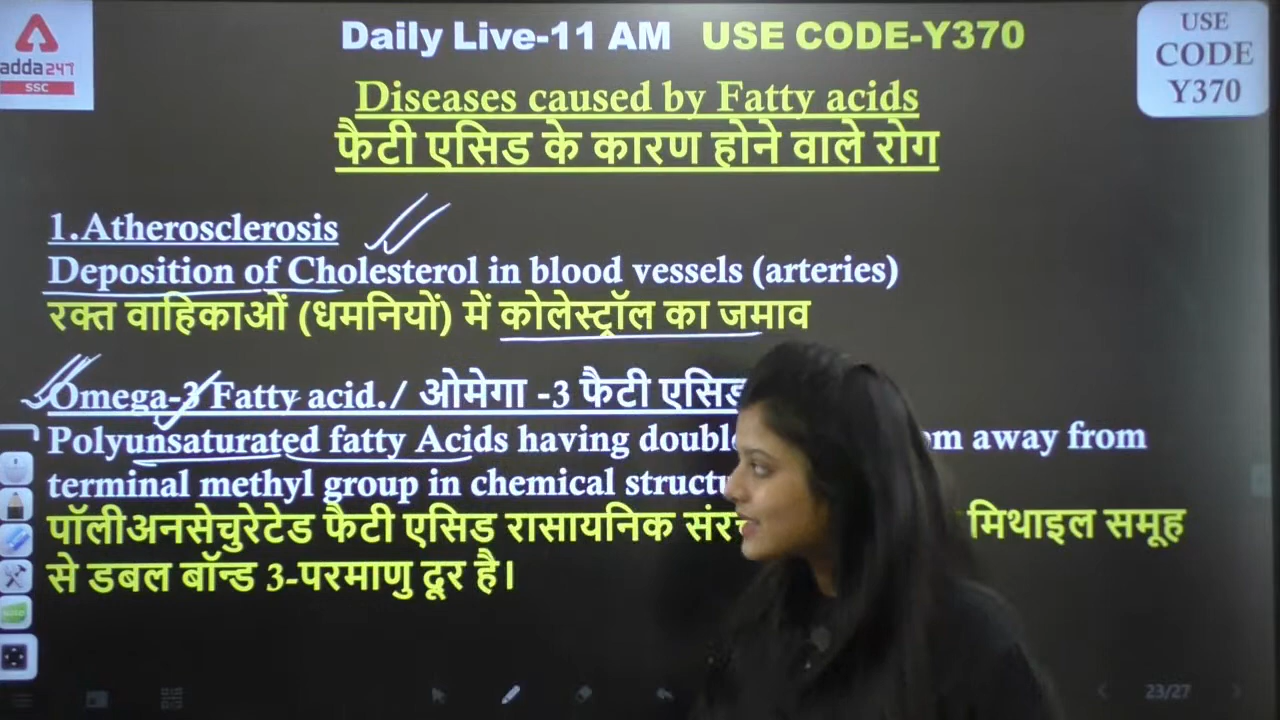 adda247
SSC
Daily Live-11 AM USE CODE-Y370
USE
CODE
Y370
Diseases caused by Fatty acids
फैटी एसिड के कारण होने वाले रोग
1.Atherosclerosis
Deposition of Cholesterol in blood vessels (arteries)
रक्त वाहिकाओं (धमनियों) में कोलेस्ट्रॉल का जमाव
Omega-3 Fatty acid./ ओमेगा -3 फैटी एसिड
Polyunsaturated fatty Acids having away from
terminal methyl group in chemical
पॉलीअनसेचुरेटेड फैटी एसिड रासायनिक मिथाइल समूह
से डबल बॉन्ड 3-परमाणु दूर है।
23/27